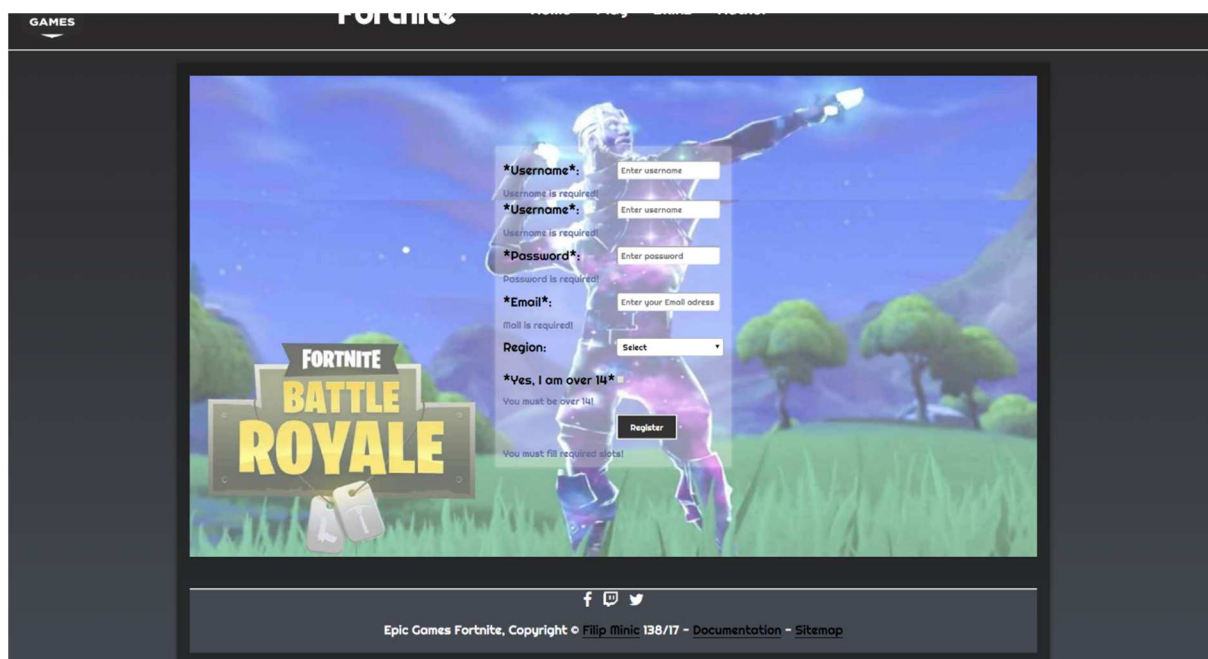 GAMES
Fortnite
*Username*: Enter username
Username is required!
*Username*: Enter username
Username is required!
*Password*: Enter password
Password is required!
*Email*: Enter your Email adress
Mail is required!
Region: Select
*Yes, I am over 14*
You must be over 14!
Register
You must fill required slots!
FORTNITE
BATTLE
ROYALE
Epic Games Fortnite, Copyright © Filip Minic 138/17 - Documentation - Sitemap